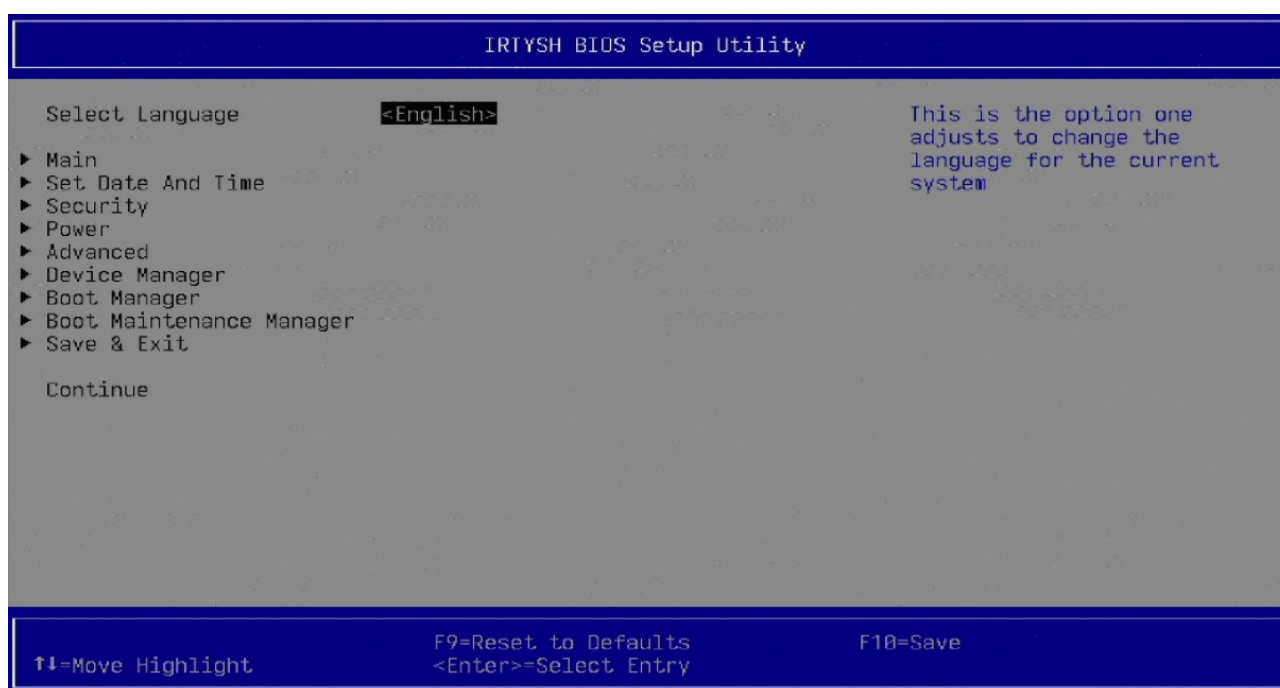 IRTYSH BIOS Setup Utility
Select Language <English>
This is the option one
adjusts to change the
language for the current
system
► Main
► Set Date And Time
► Security
► Power
► Advanced
► Device Manager
► Boot Manager
► Boot Maintenance Manager
► Save & Exit
Continue
F9=Reset to Defaults F10=Save
↑↓=Move Highlight <Enter>=Select Entry